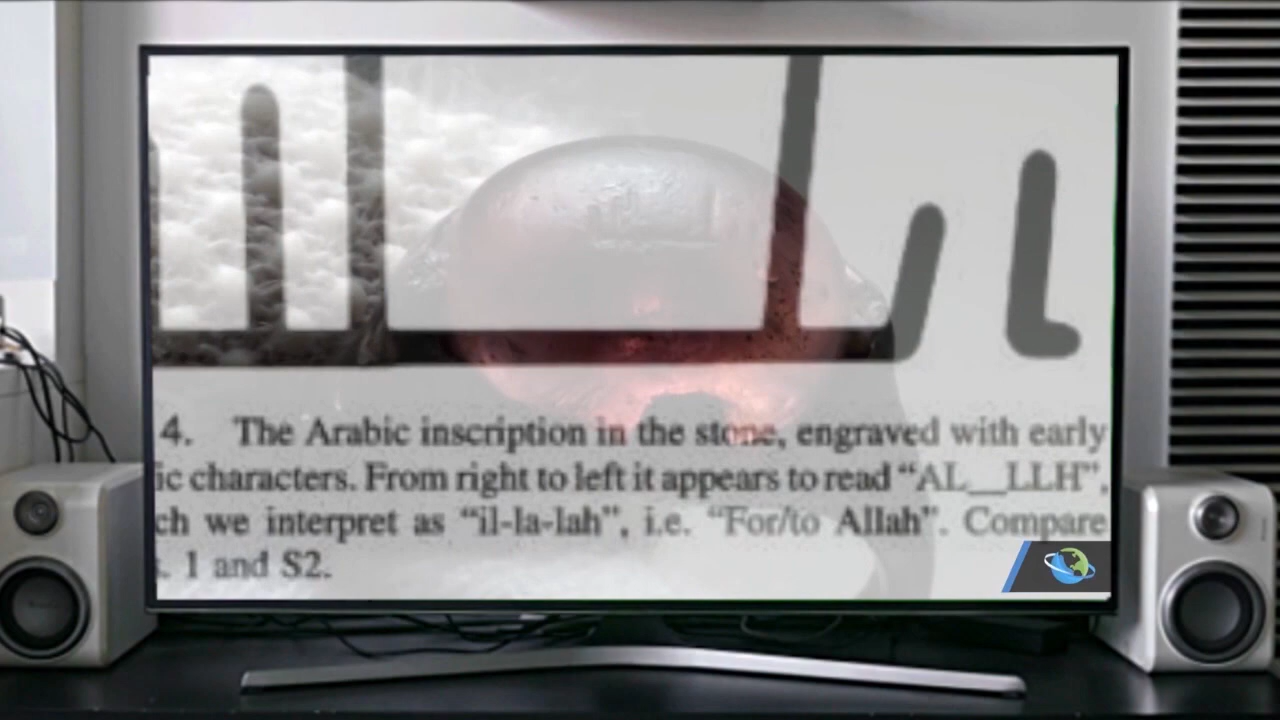 4. The Arabic inscription in the stone, engraved with early
ic characters. From right to left it appears to read “AL__LLH”,
ch we interpret as “il-la-lah”, i.e. “For/to Allah”. Compare
. 1 and S2.